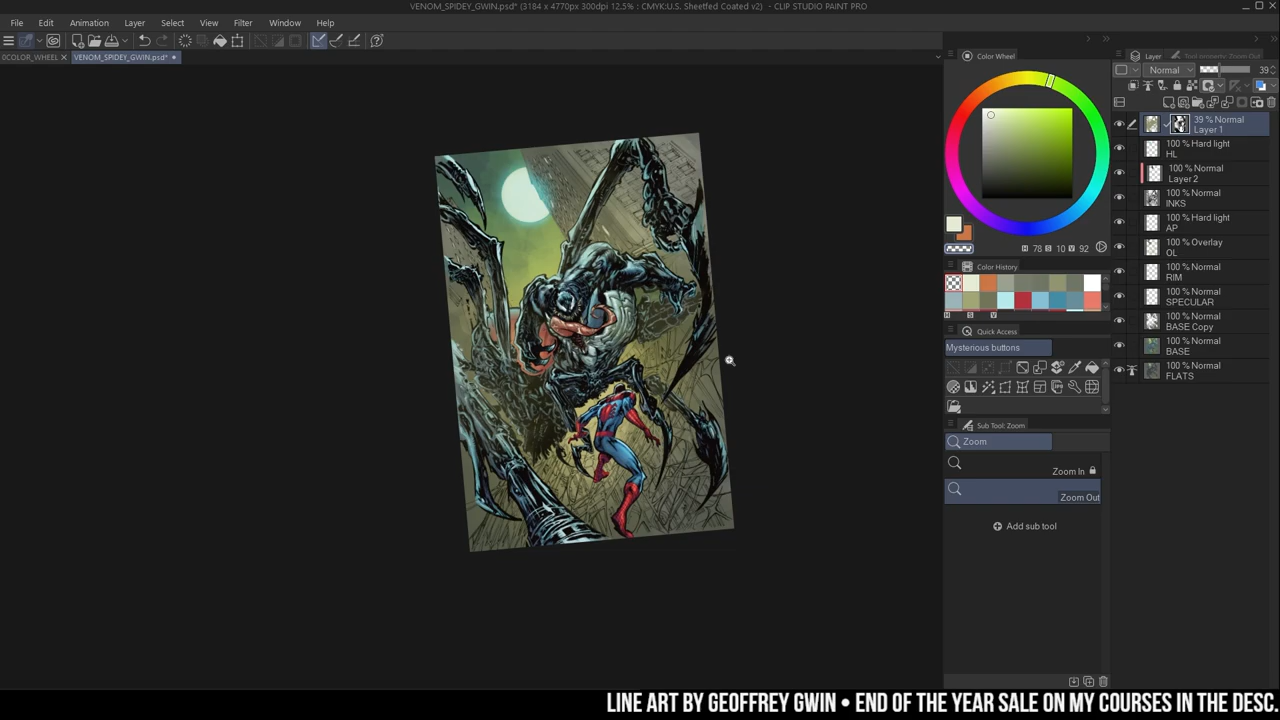 VENOM_SPIDEY_GWIN.psd* (3184 x 4770px 300dpi 12.5% : CMYK:U.S. Sheetfed Coated v2) - CLIP STUDIO PAINT PRO
File Edit Animation Layer Select View Filter Window Help
0COLOR_WHEEL VENOM_SPIDEY_GWIN.psd*
Color Wheel
H 78 S 10 V 92
Color History
H S V
Quick Access
Mysterious buttons
Sub Tool: Zoom
Zoom
Zoom In
Zoom Out
Add sub tool
Layer Tool property: Zoom Out
Normal 39
39 % Normal
Layer 1
100 % Hard light
HL
100 % Normal
Layer 2
100 % Normal
INKS
100 % Hard light
AP
100 % Overlay
OL
100 % Normal
RIM
100 % Normal
SPECULAR
100 % Normal
BASE Copy
100 % Normal
BASE
100 % Normal
FLATS
LINE ART BY GEOFFREY GWIN • END OF THE YEAR SALE ON MY COURSES IN THE DESC.